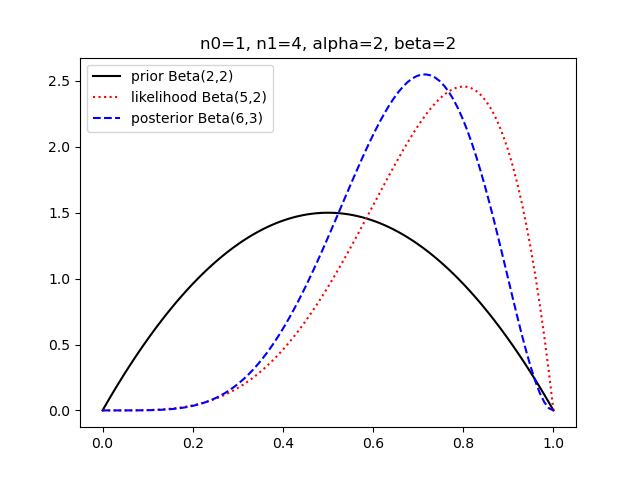 n0=1, n1=4, alpha=2, beta=2
prior Beta(2,2)
likelihood Beta(5,2)
posterior Beta(6,3)
2.5
2.0
1.5
1.0
0.5
0.0
0.0 0.2 0.4 0.6 0.8 1.0